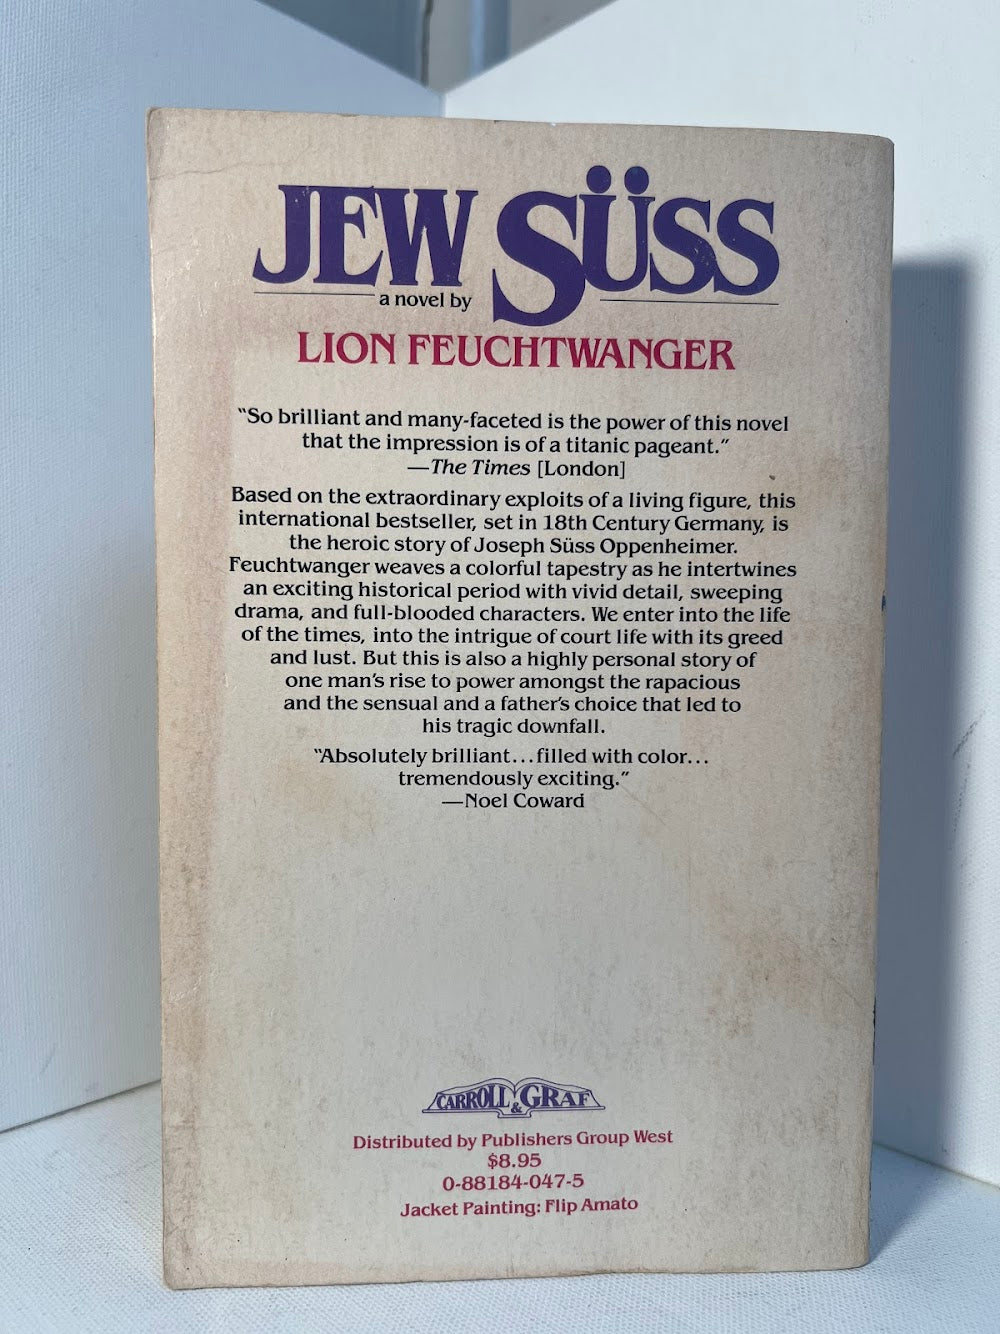 JEW SÜSS
a novel by
LION FEUCHTWANGER
“So brilliant and many-faceted is the power of this novel
that the impression is of a titanic pageant.”
—The Times [London]
Based on the extraordinary exploits of a living figure, this
international bestseller, set in 18th Century Germany, is
the heroic story of Joseph Süss Oppenheimer.
Feuchtwanger weaves a colorful tapestry as he intertwines
an exciting historical period with vivid detail, sweeping
drama, and full-blooded characters. We enter into the life
of the times, into the intrigue of court life with its greed
and lust. But this is also a highly personal story of
one man’s rise to power amongst the rapacious
and the sensual and a father’s choice that led to
his tragic downfall.
“Absolutely brilliant...filled with color...
tremendously exciting.”
—Noel Coward
CARROLL & GRAF
Distributed by Publishers Group West
$8.95
0-88184-047-5
Jacket Painting: Flip Amato